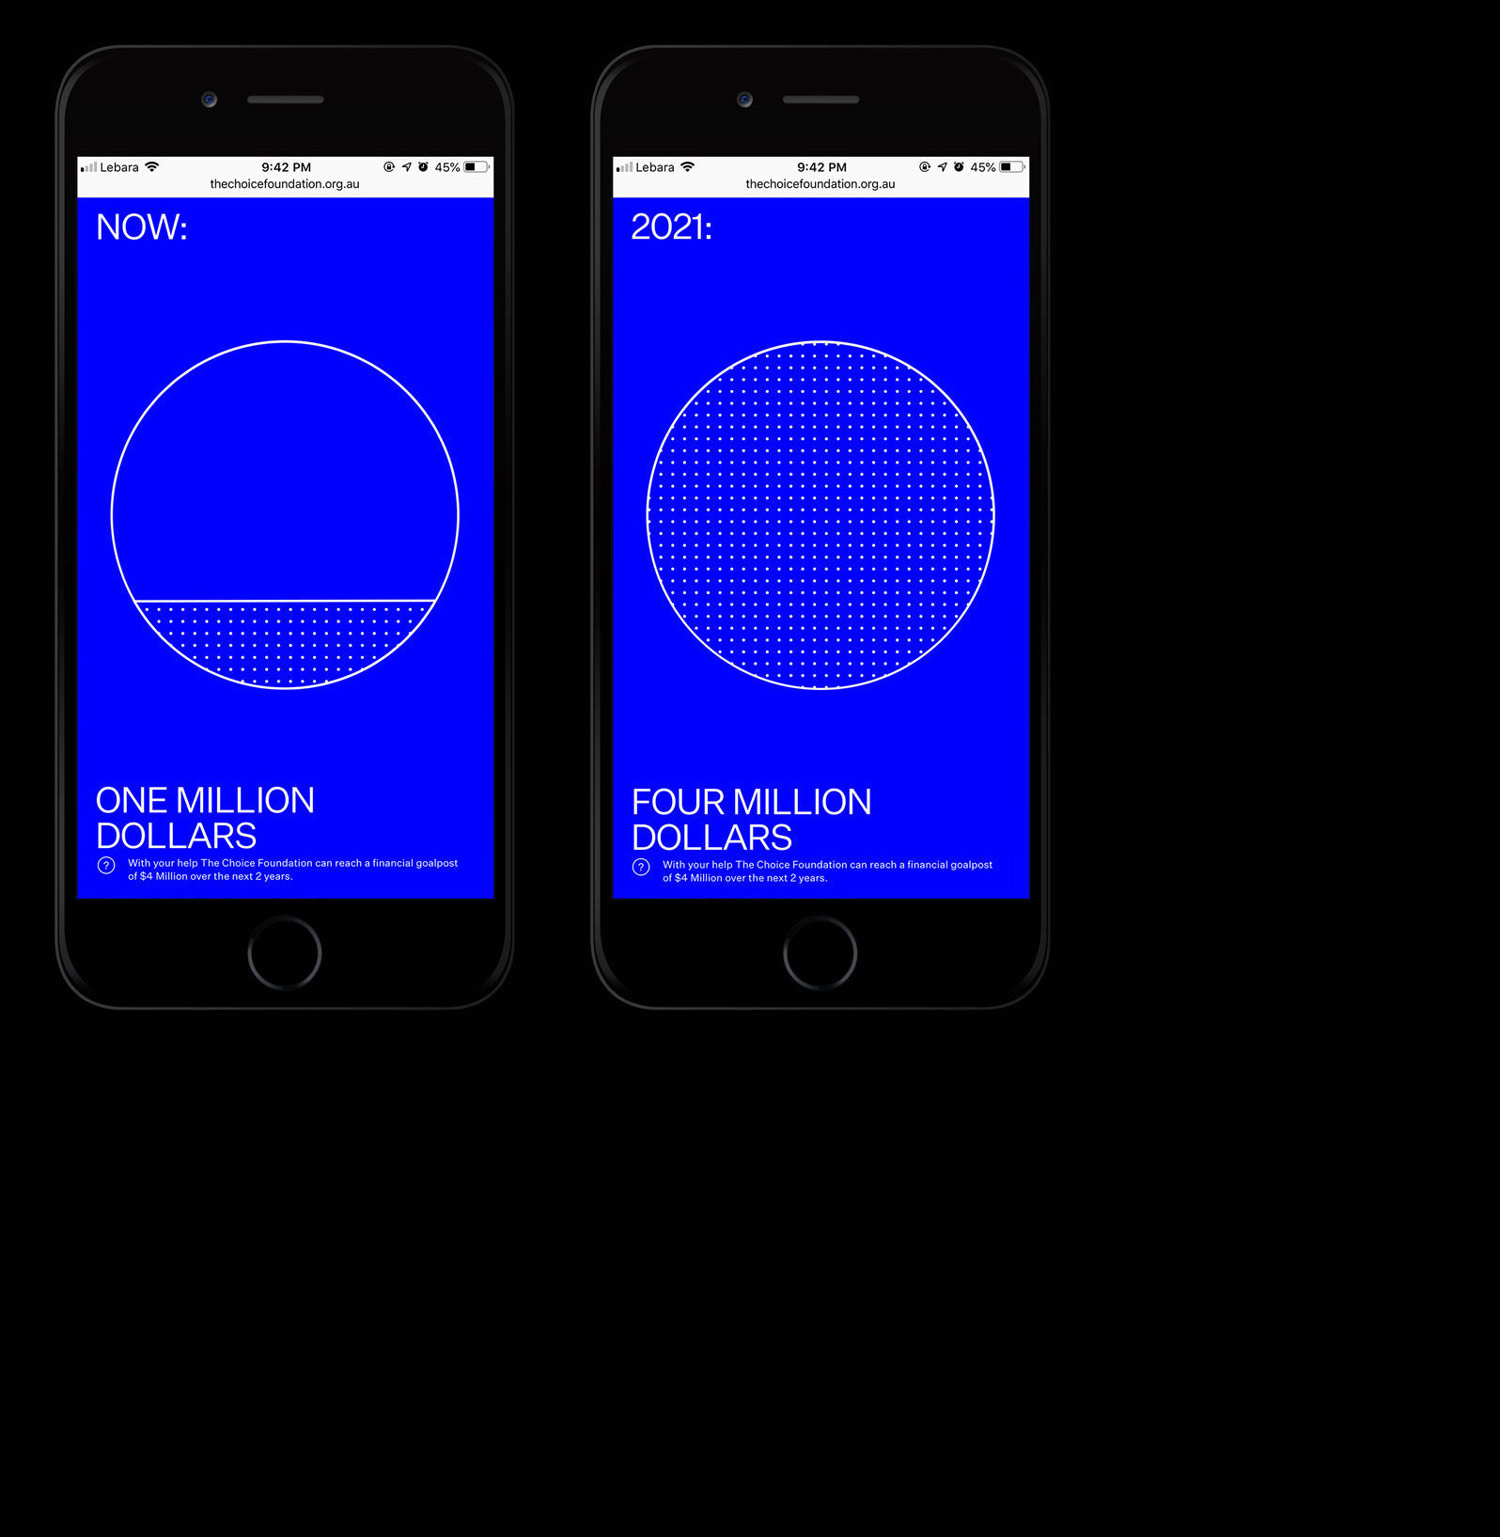 Lebara 9:42 PM 45%
thechoicefoundation.org.au
NOW:
ONE MILLION
DOLLARS
? With your help The Choice Foundation can reach a financial goalpost
of $4 Million over the next 2 years.
Lebara 9:42 PM 45%
thechoicefoundation.org.au
2021:
FOUR MILLION
DOLLARS
? With your help The Choice Foundation can reach a financial goalpost
of $4 Million over the next 2 years.